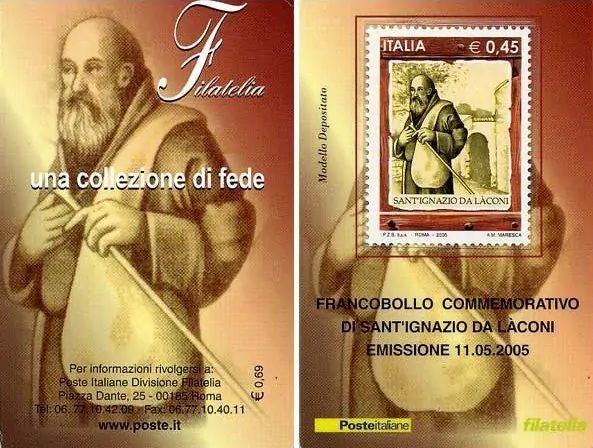 Filatelia
una collezione di fede
Per informazioni rivolgersi a:
Poste Italiane Divisione Filatelia
Piazza Dante, 25 - 00185 Roma
Tel: 06.77.10.42.09 - Fax: 06.77.10.40.11
www.poste.it
€ 0,69
Modello Depositato
ITALIA € 0,45
SANT'IGNAZIO DA LÀCONI
P.Z.S. S.p.A. - ROMA - 2005 A.M. MARESCA
FRANCOBOLLO COMMEMORATIVO
DI SANT'IGNAZIO DA LÀCONI
EMISSIONE 11.05.2005
Posteitaliane
filatelia